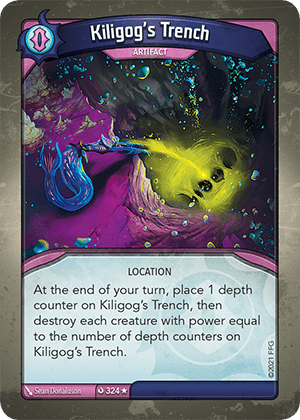 Kiligog's Trench
ARTIFACT
LOCATION
At the end of your turn, place 1 depth
counter on Kiligog's Trench, then
destroy each creature with power equal
to the number of depth counters on
Kiligog's Trench.
Sean Donaldson
324★
©2021 FFG